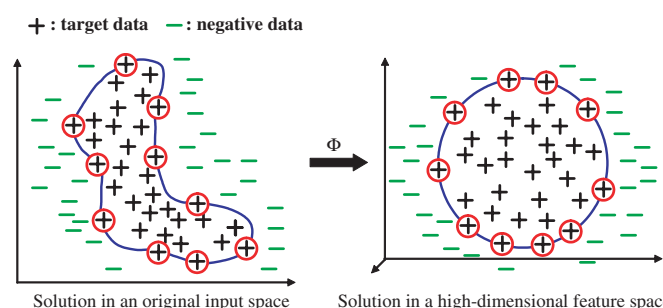 + : target data − : negative data
Φ
Solution in an original input space
Solution in a high-dimensional feature spac